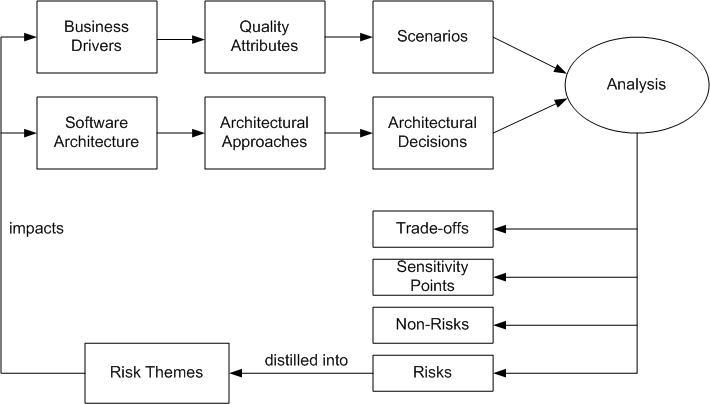 Business
Drivers
Quality
Attributes
Scenarios
Analysis
Software
Architecture
Architectural
Approaches
Architectural
Decisions
impacts
Trade-offs
Sensitivity
Points
Non-Risks
Risks
distilled into
Risk Themes